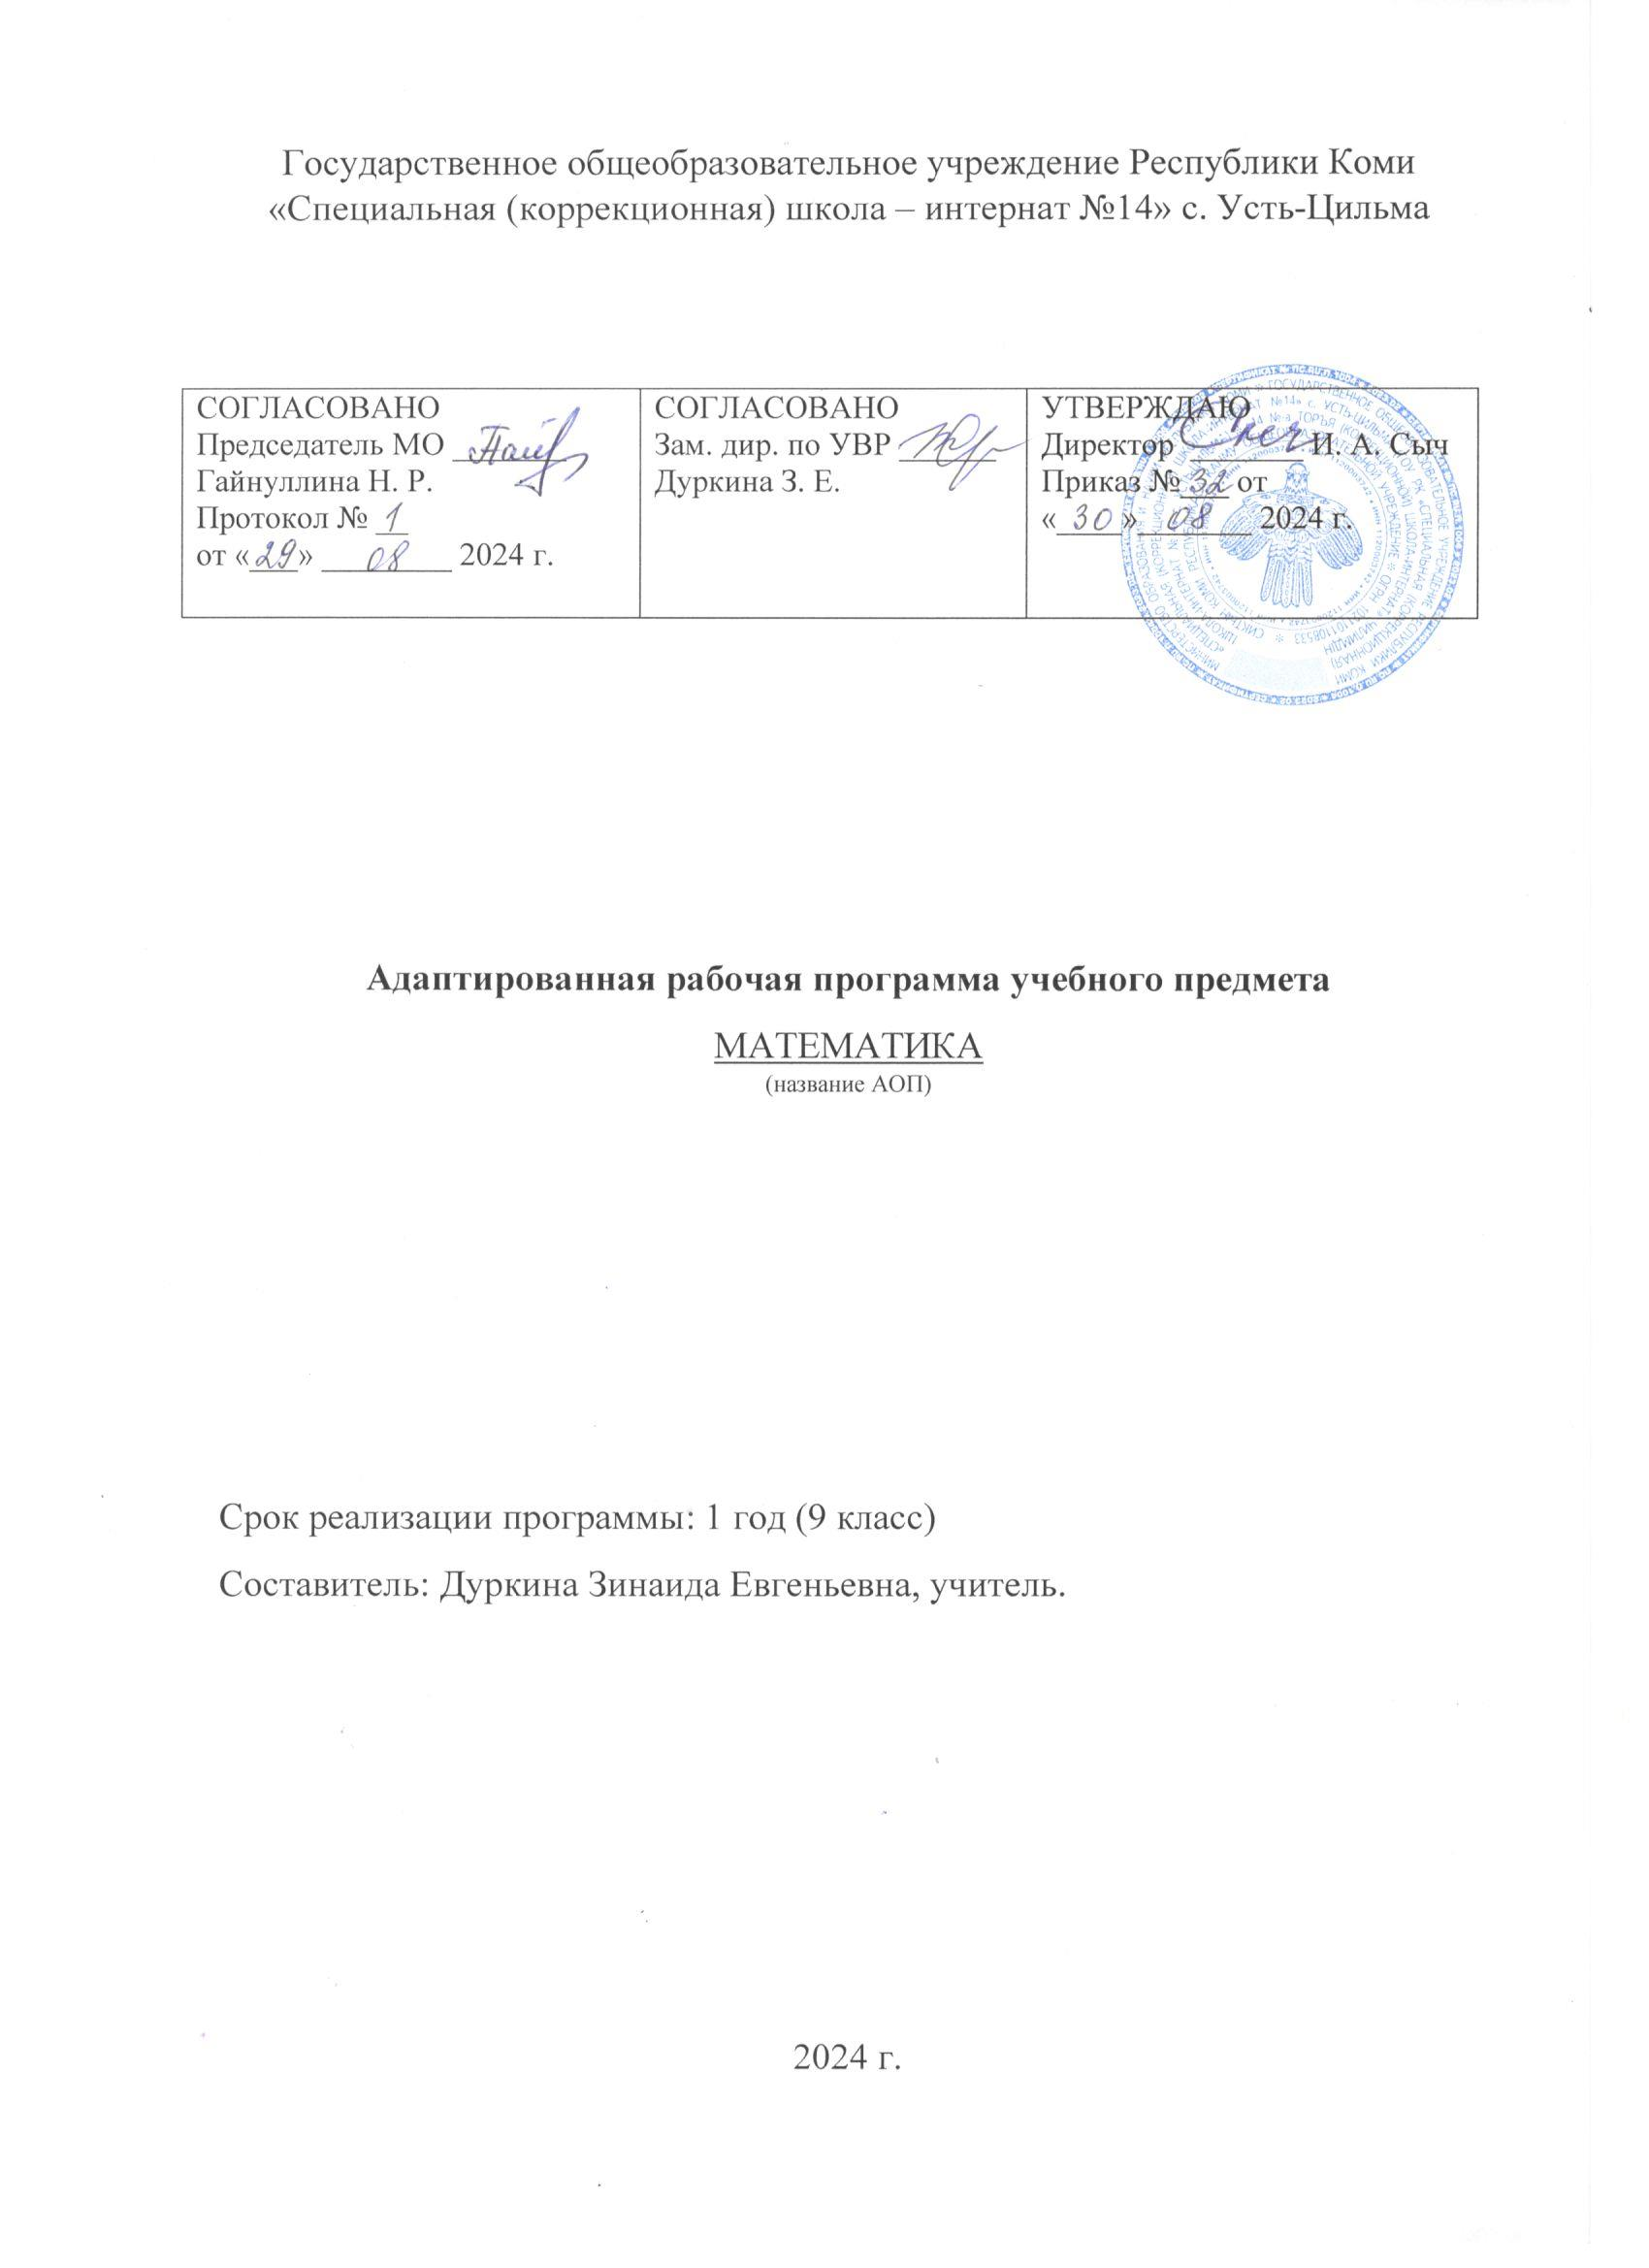 Государственное общеобразовательное учреждение Республики Коми
«Специальная (коррекционная) школа – интернат №14» с. Усть-Цильма
СОГЛАСОВАНО
Председатель МО
Гайнуллина Н. Р.
Протокол № 1
от «29» 08 2024 г.
СОГЛАСОВАНО
Зам. дир. по УВР
Дуркина З. Е.
УТВЕРЖДАЮ
Директор И. А. Сыч
Приказ № 32 от
«30» 08 2024 г.
Адаптированная рабочая программа учебного предмета
МАТЕМАТИКА
(название АОП)
Срок реализации программы: 1 год (9 класс)
Составитель: Дуркина Зинаида Евгеньевна, учитель.
2024 г.